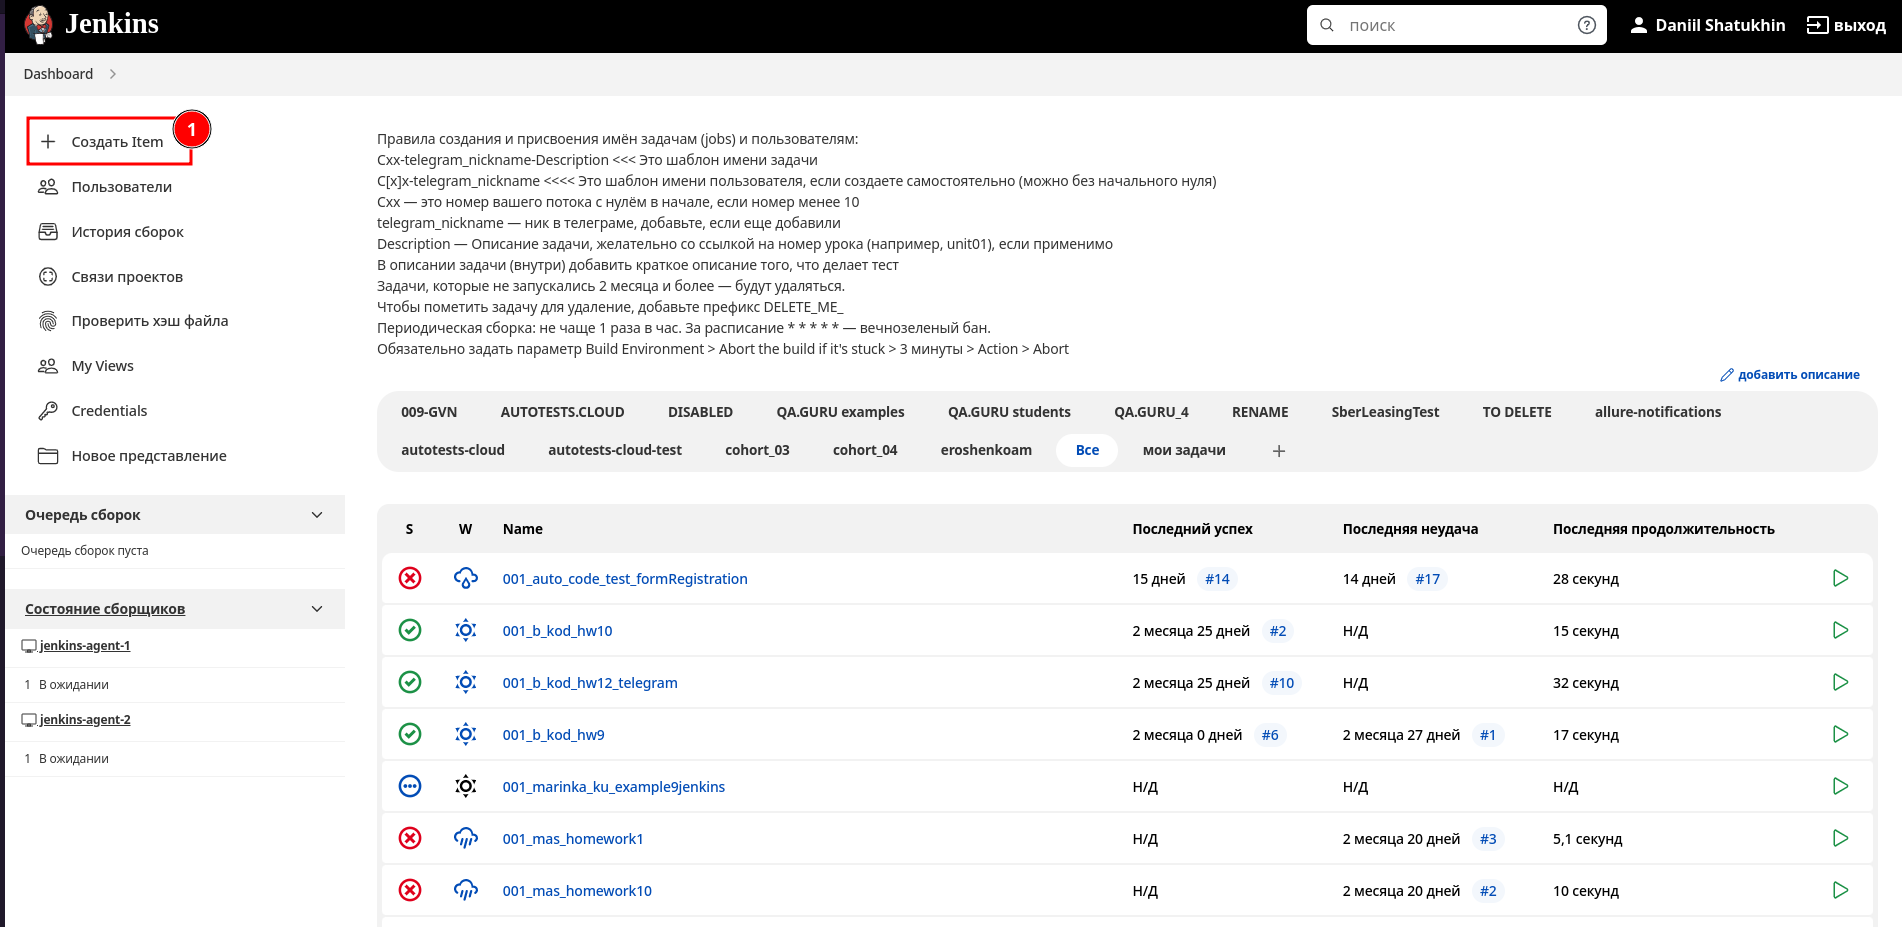 Jenkins
поиск
Daniil Shatukhin
выход
Dashboard
1
Создать Item
Пользователи
История сборок
Связи проектов
Проверить хэш файла
My Views
Credentials
Новое представление
Очередь сборок
Очередь сборок пуста
Состояние сборщиков
jenkins-agent-1
1 В ожидании
jenkins-agent-2
1 В ожидании
Правила создания и присвоения имён задачам (jobs) и пользователям:
Cxx-telegram_nickname-Description <<< Это шаблон имени задачи
C[x]x-telegram_nickname <<<< Это шаблон имени пользователя, если создаете самостоятельно (можно без начального нуля)
Cxx — это номер вашего потока с нулём в начале, если номер менее 10
telegram_nickname — ник в телеграме, добавьте, если еще добавили
Description — Описание задачи, желательно со ссылкой на номер урока (например, unit01), если применимо
В описании задачи (внутри) добавить краткое описание того, что делает тест
Задачи, которые не запускались 2 месяца и более — будут удаляться.
Чтобы пометить задачу для удаление, добавьте префикс DELETE_ME_
Периодическая сборка: не чаще 1 раза в час. За расписание * * * * * — вечнозеленый бан.
Обязательно задать параметр Build Environment > Abort the build if it's stuck > 3 минуты > Action > Abort
добавить описание
009-GVN AUTOTESTS.CLOUD DISABLED QA.GURU examples QA.GURU students QA.GURU_4 RENAME SberLeasingTest TO DELETE allure-notifications
autotests-cloud autotests-cloud-test cohort_03 cohort_04 eroshenkoam Все мои задачи +
S W Name Последний успех Последняя неудача Последняя продолжительность
001_auto_code_test_formRegistration 15 дней #14 14 дней #17 28 секунд
001_b_kod_hw10 2 месяца 25 дней #2 Н/Д 15 секунд
001_b_kod_hw12_telegram 2 месяца 25 дней #10 Н/Д 32 секунд
001_b_kod_hw9 2 месяца 0 дней #6 2 месяца 27 дней #1 17 секунд
001_marinka_ku_example9jenkins Н/Д Н/Д Н/Д
001_mas_homework1 Н/Д 2 месяца 20 дней #3 5,1 секунд
001_mas_homework10 Н/Д 2 месяца 20 дней #2 10 секунд